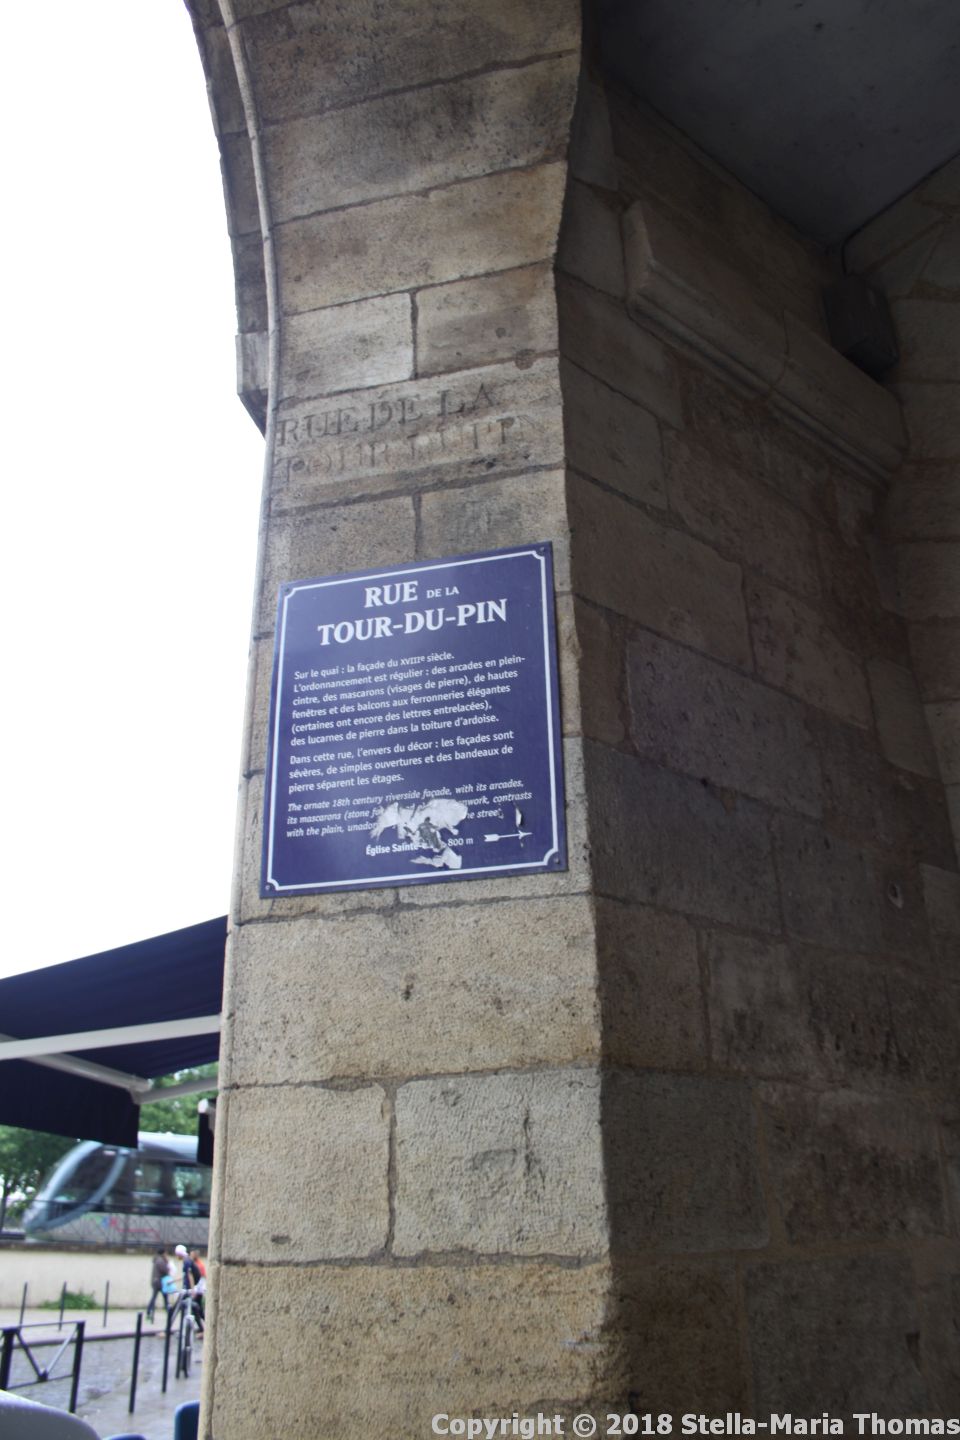 RUE DE LA
TOUR DUPIN
RUE DE LA
TOUR-DU-PIN
Sur le quai : la façade du XVIIIe siècle.
L'ordonnancement est régulier : des arcades en plein-
cintre, des mascarons (visages de pierre), de hautes
fenêtres et des balcons aux ferronneries élégantes
(certaines ont encore des lettres entrelacées),
des lucarnes de pierre dans la toiture d'ardoise.
Dans cette rue, l'envers du décor : les façades sont
sévères, de simples ouvertures et des bandeaux de
pierre séparent les étages.
The ornate 18th century riverside façade, with its arcades,
its mascarons (stone contrasts
with the plain, street
Église Sainte- 800 m
Copyright © 2018 Stella-Maria Thomas